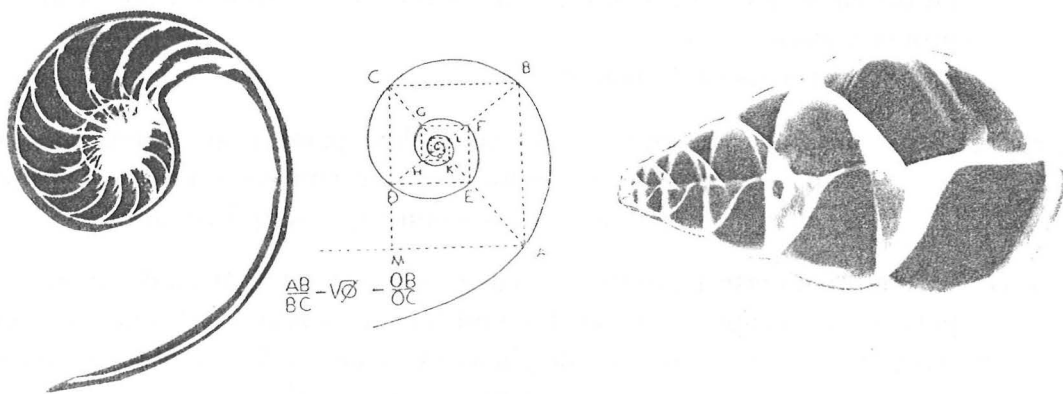 C B
G F
L
H K
D E
M A
AB/BC – √Ø – OB/OC